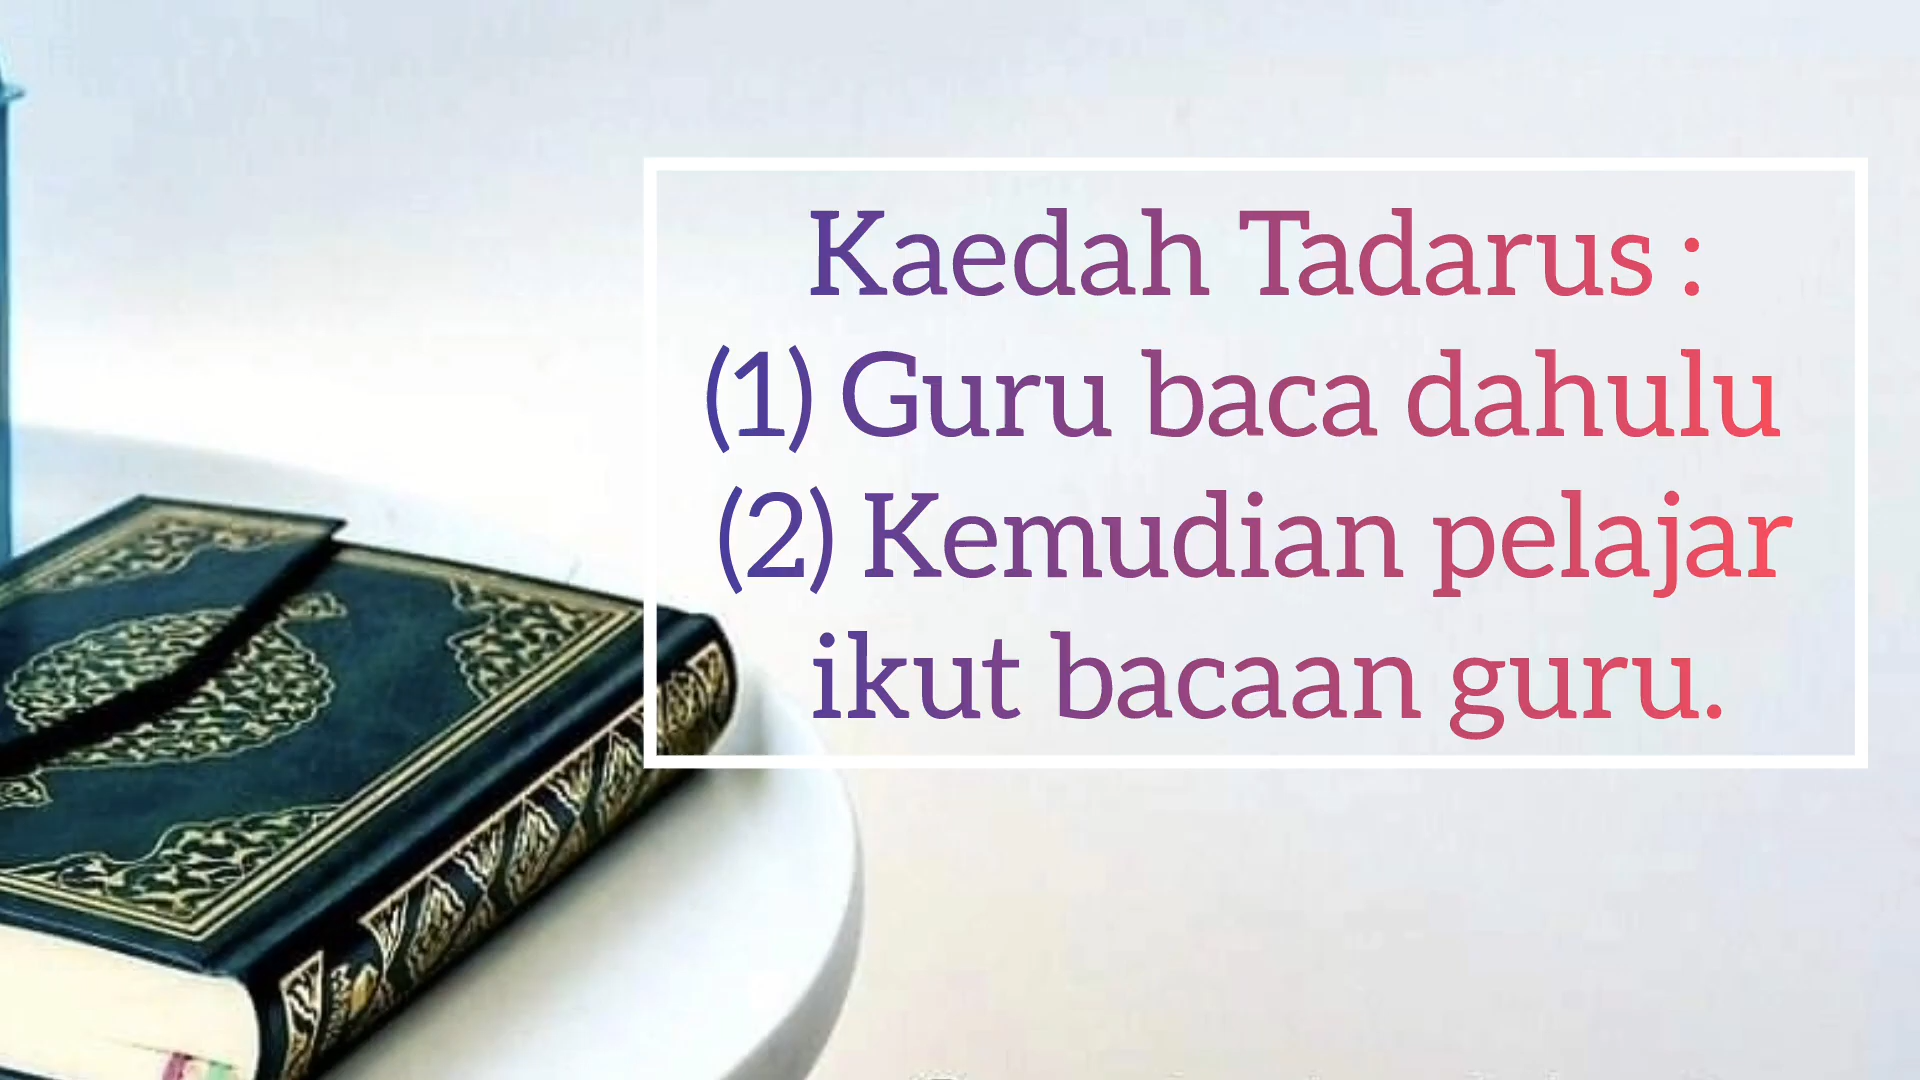 Kaedah Tadarus :
(1) Guru baca dahulu
(2) Kemudian pelajar
ikut bacaan guru.